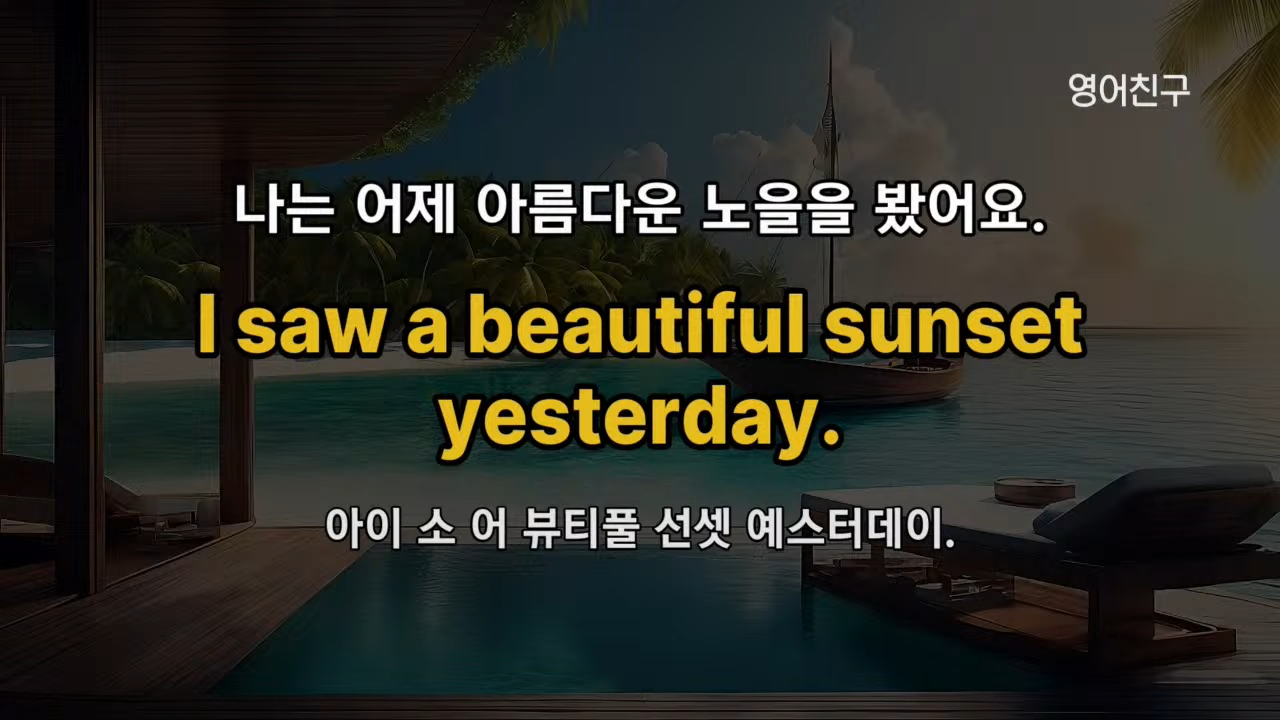 영어친구
나는 어제 아름다운 노을을 봤어요.
I saw a beautiful sunset
yesterday.
아이 소 어 뷰티풀 선셋 예스터데이.